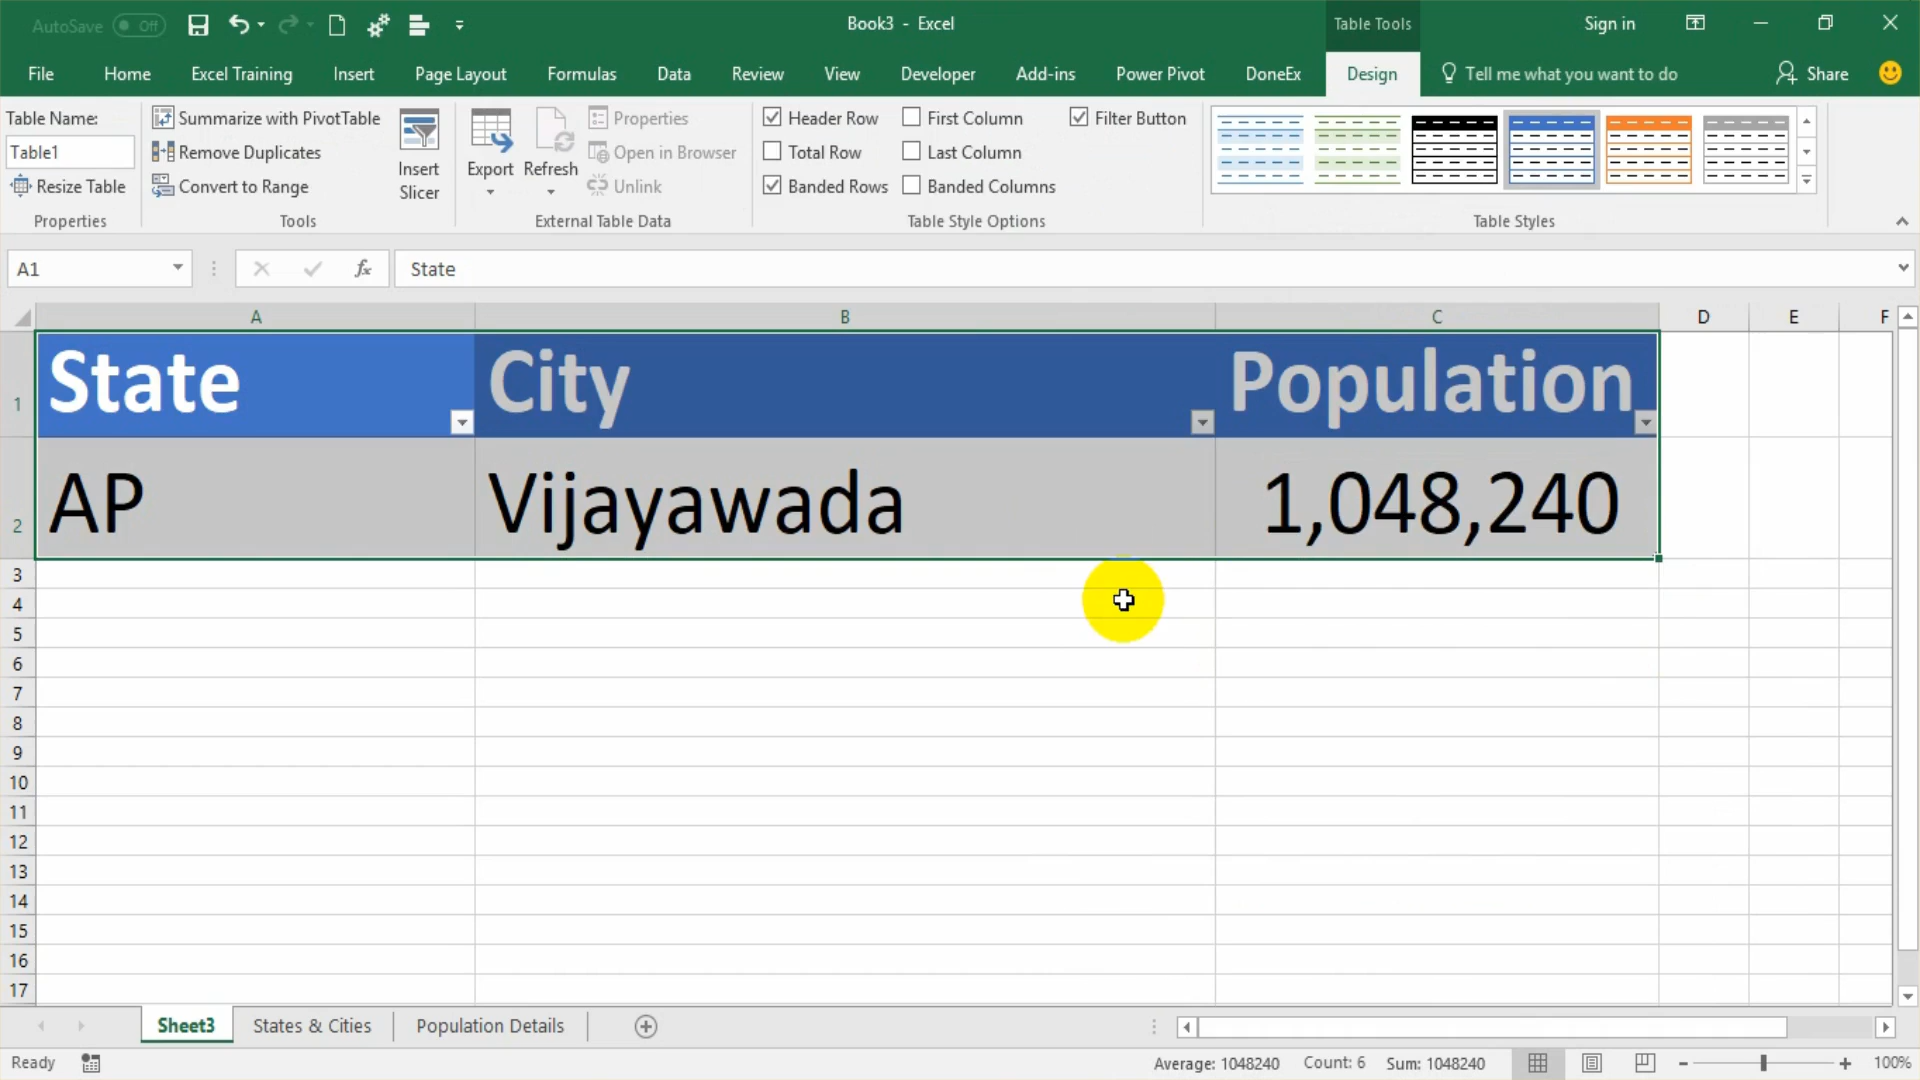 AutoSave Off
Book3 - Excel
Table Tools
Sign in
File Home Excel Training Insert Page Layout Formulas Data Review View Developer Add-ins Power Pivot DoneEx Design Tell me what you want to do Share
Table Name:
Table1
Resize Table
Properties
Summarize with PivotTable
Remove Duplicates
Convert to Range
Tools
Insert
Slicer
Export
Refresh
Properties
Open in Browser
Unlink
External Table Data
Header Row
Total Row
Banded Rows
First Column
Last Column
Banded Columns
Filter Button
Table Style Options
Table Styles
A1 fx State
A B C D E F
1 State City Population
2 AP Vijayawada 1,048,240
3
4
5
6
7
8
9
10
11
12
13
14
15
16
17
Sheet3 States & Cities Population Details
Ready Average: 1048240 Count: 6 Sum: 1048240 100%